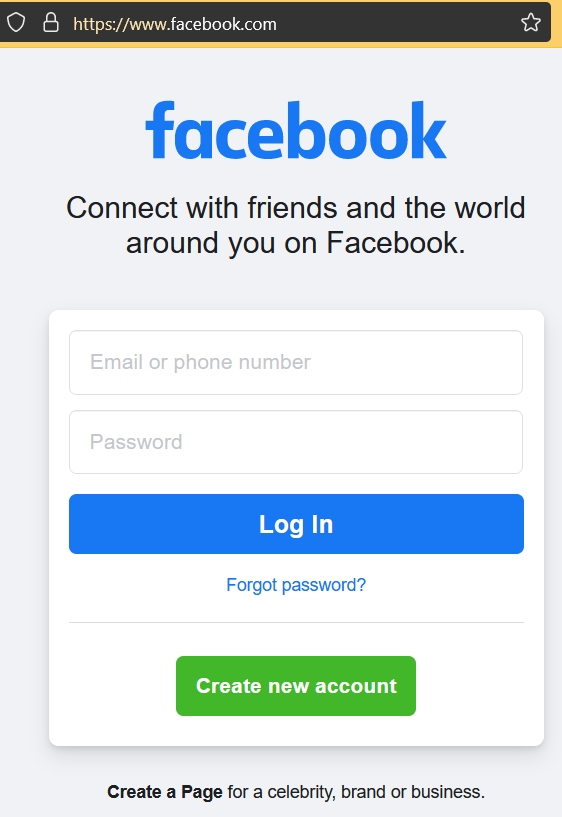 https://www.facebook.com
facebook
Connect with friends and the world
around you on Facebook.
Email or phone number
Password
Log In
Forgot password?
Create new account
Create a Page for a celebrity, brand or business.